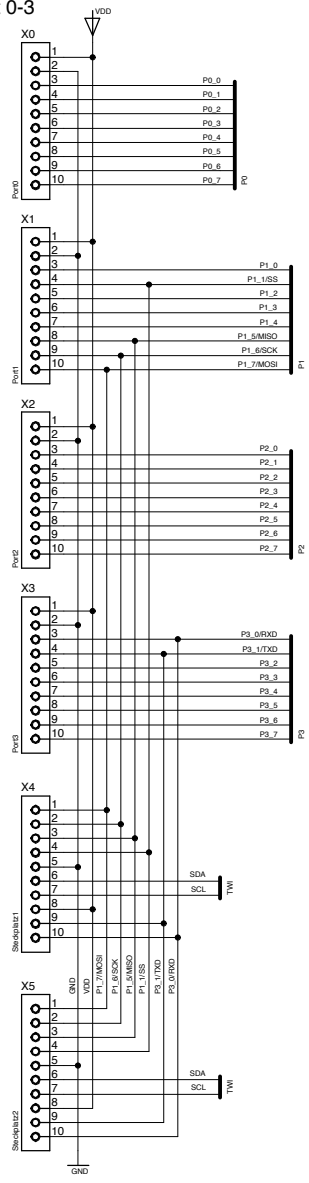 t 0-3
VDD
X0
1
2
3 P0_0
4 P0_1
5 P0_2
6 P0_3
7 P0_4
8 P0_5
9 P0_6
10 P0_7
Port0
P0
X1
1
2
3 P1_0
4 P1_1/SS
5 P1_2
6 P1_3
7 P1_4
8 P1_5/MISO
9 P1_6/SCK
10 P1_7/MOSI
Port1
P1
X2
1
2
3 P2_0
4 P2_1
5 P2_2
6 P2_3
7 P2_4
8 P2_5
9 P2_6
10 P2_7
Port2
P2
X3
1
2
3 P3_0/RXD
4 P3_1/TXD
5 P3_2
6 P3_3
7 P3_4
8 P3_5
9 P3_6
10 P3_7
Port3
P3
X4
1
2
3
4
5
6 SDA
7 SCL
8
9
10
Steckplatz1
TWI
GND
VDD
P1_7/MOSI
P1_6/SCK
P1_5/MISO
P1_1/SS
P3_1/TXD
P3_0/RXD
X5
1
2
3
4
5
6 SDA
7 SCL
8
9
10
Steckplatz2
TWI
GND